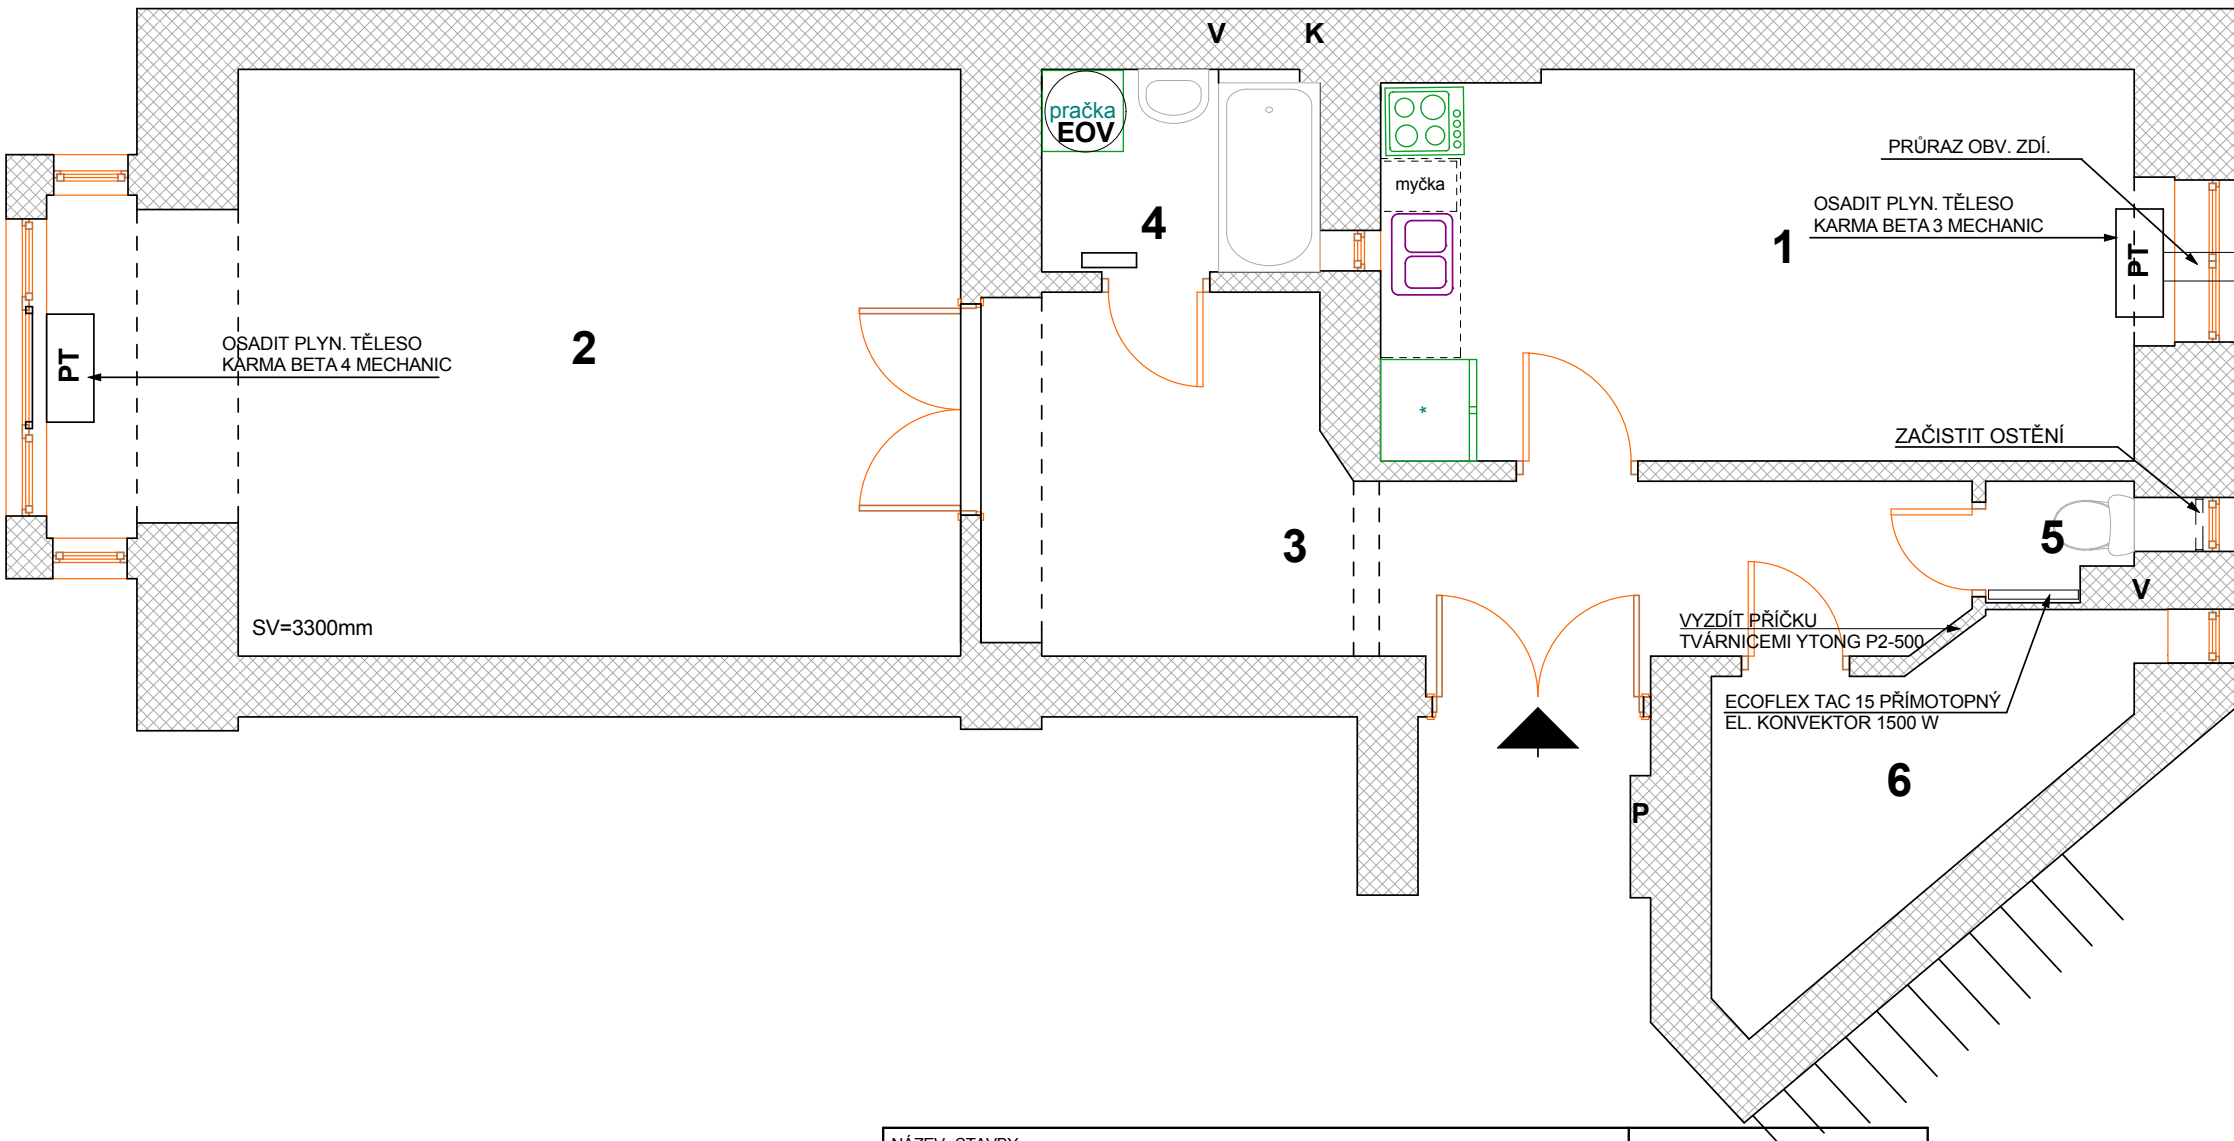 V K
pračka
EOV
myčka
4
PRŮRAZ OBV. ZDÍ.
OSADIT PLYN. TĚLESO
KARMA BETA 3 MECHANIC
1
PT
OSADIT PLYN. TĚLESO
KARMA BETA 4 MECHANIC
PT
2
*
ZAČISTIT OSTĚNÍ
3
5
V
SV=3300mm
VYZDÍT PŘÍČKU
TVÁRNICEMI YTONG P2-500
ECOFLEX TAC 15 PŘÍMOTOPNÝ
EL. KONVEKTOR 1500 W
6
P
NÁZEV STAVBY